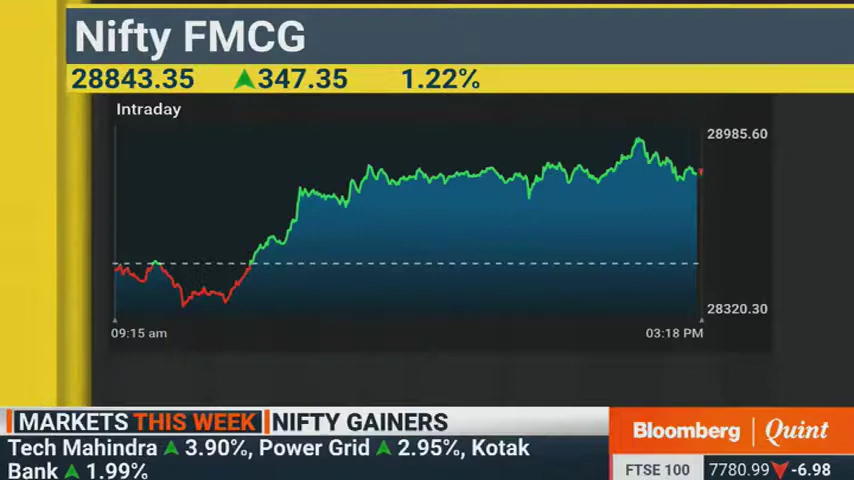 Nifty FMCG
28843.35 ▲347.35 1.22%
Intraday
28985.60
28320.30
09:15 am
03:18 PM
MARKETS THIS WEEK NIFTY GAINERS
Tech Mahindra ▲ 3.90%, Power Grid ▲ 2.95%, Kotak
Bank ▲ 1.99%
Bloomberg | Quint
FTSE 100 7780.99 ▼ -6.98